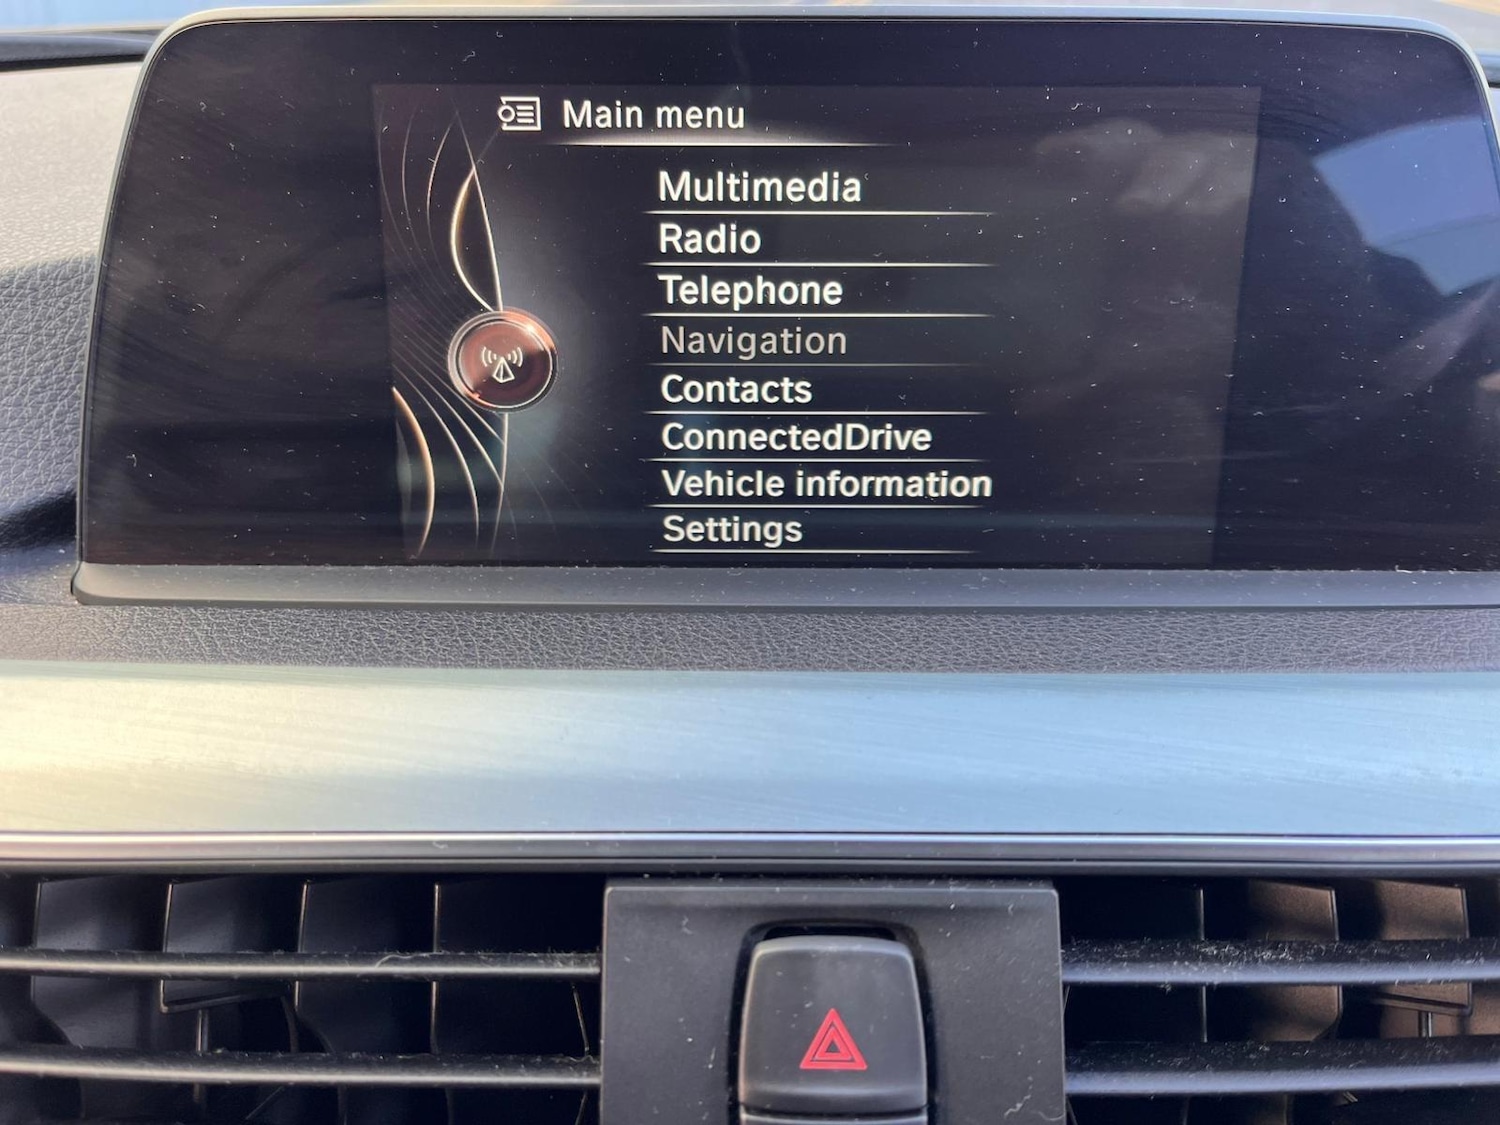 Main menu
Multimedia
Radio
Telephone
Navigation
Contacts
ConnectedDrive
Vehicle information
Settings